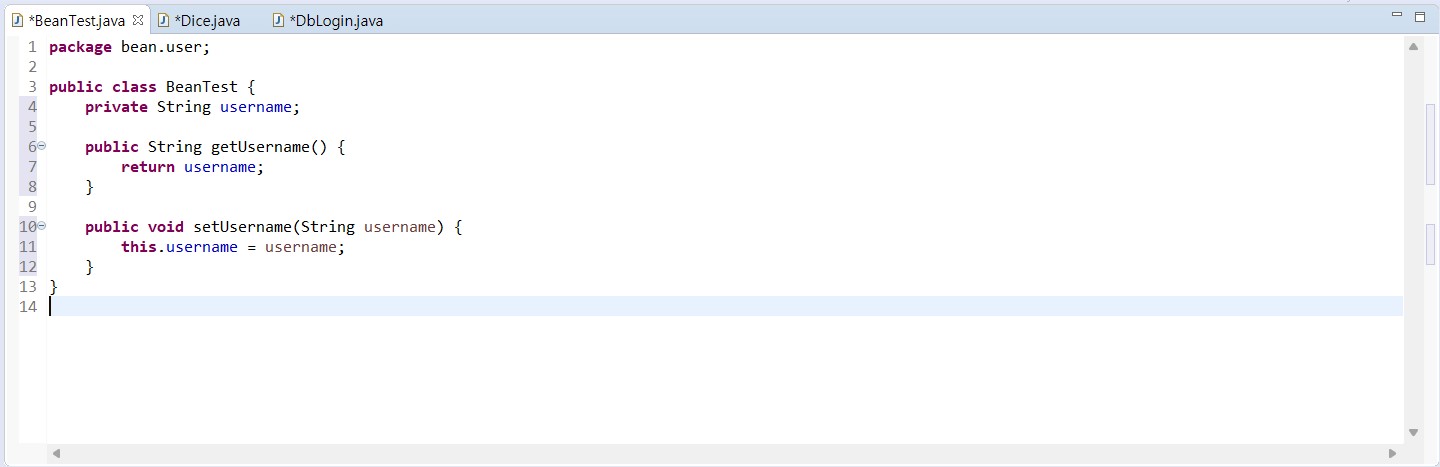 *BeanTest.java *Dice.java *DbLogin.java
1 package bean.user;
2
3 public class BeanTest {
4     private String username;
5
6     public String getUsername() {
7         return username;
8     }
9
10     public void setUsername(String username) {
11         this.username = username;
12     }
13 }
14